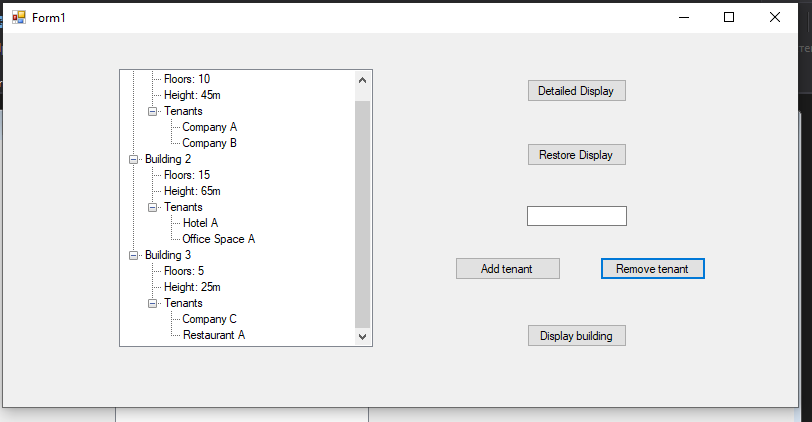 Form1
Floors: 10
Height: 45m
Tenants
Company A
Company B
Building 2
Floors: 15
Height: 65m
Tenants
Hotel A
Office Space A
Building 3
Floors: 5
Height: 25m
Tenants
Company C
Restaurant A
Detailed Display
Restore Display
Add tenant
Remove tenant
Display building